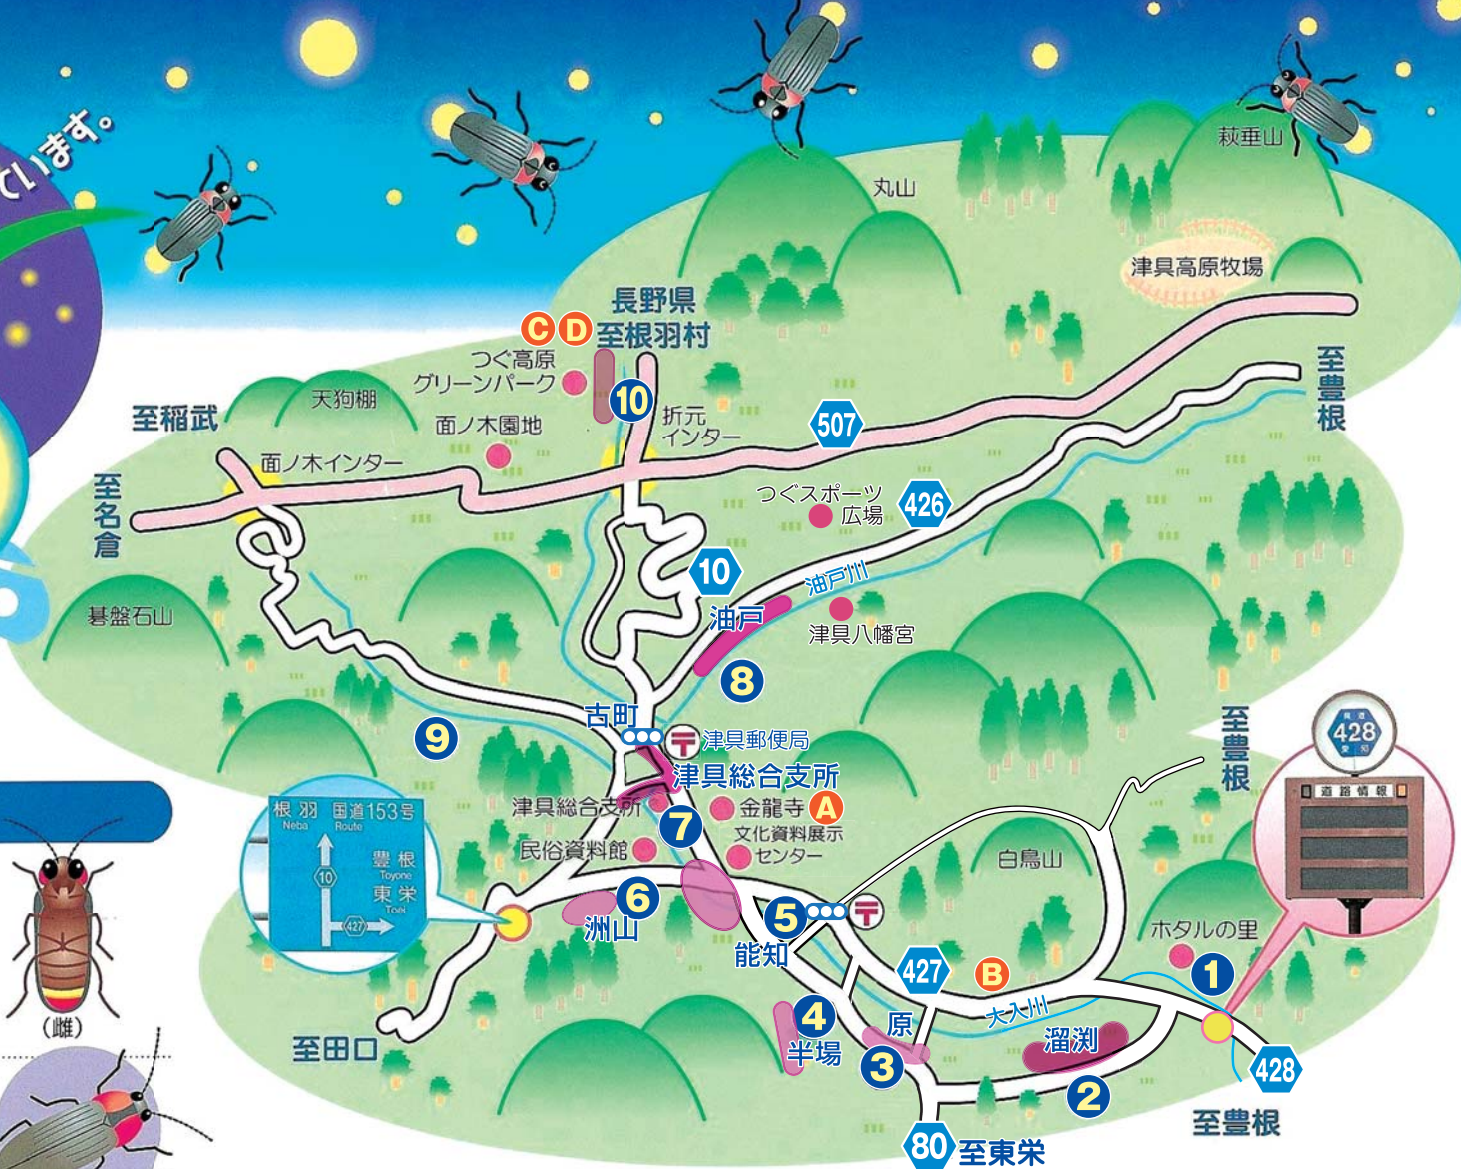 ています。
萩垂山
丸山
津具高原牧場
長野県
至根羽村
C D
つぐ高原
グリーンパーク
10
天狗棚
至稲武
面ノ木園地
折元
インター
507
至豊根
面ノ木インター
至名倉
つぐスポーツ
広場
426
10
油戸川
碁盤石山
油戸
津具八幡宮
8
古町
9
〒
津具郵便局
至豊根
県道
428
愛知
津具総合支所
道路情報
津具総合支所
金龍寺
A
7
文化資料展示
センター
民俗資料館
白鳥山
根羽
Neba
国道153号
Route
豊根
Toyone
10
東栄
Toei
427
6
洲山
5
〒
能知
ホタルの里
1
427
B
大入川
4
半場
原
3
溜渕
2
428
至田口
(雌)
至豊根
80
至東栄